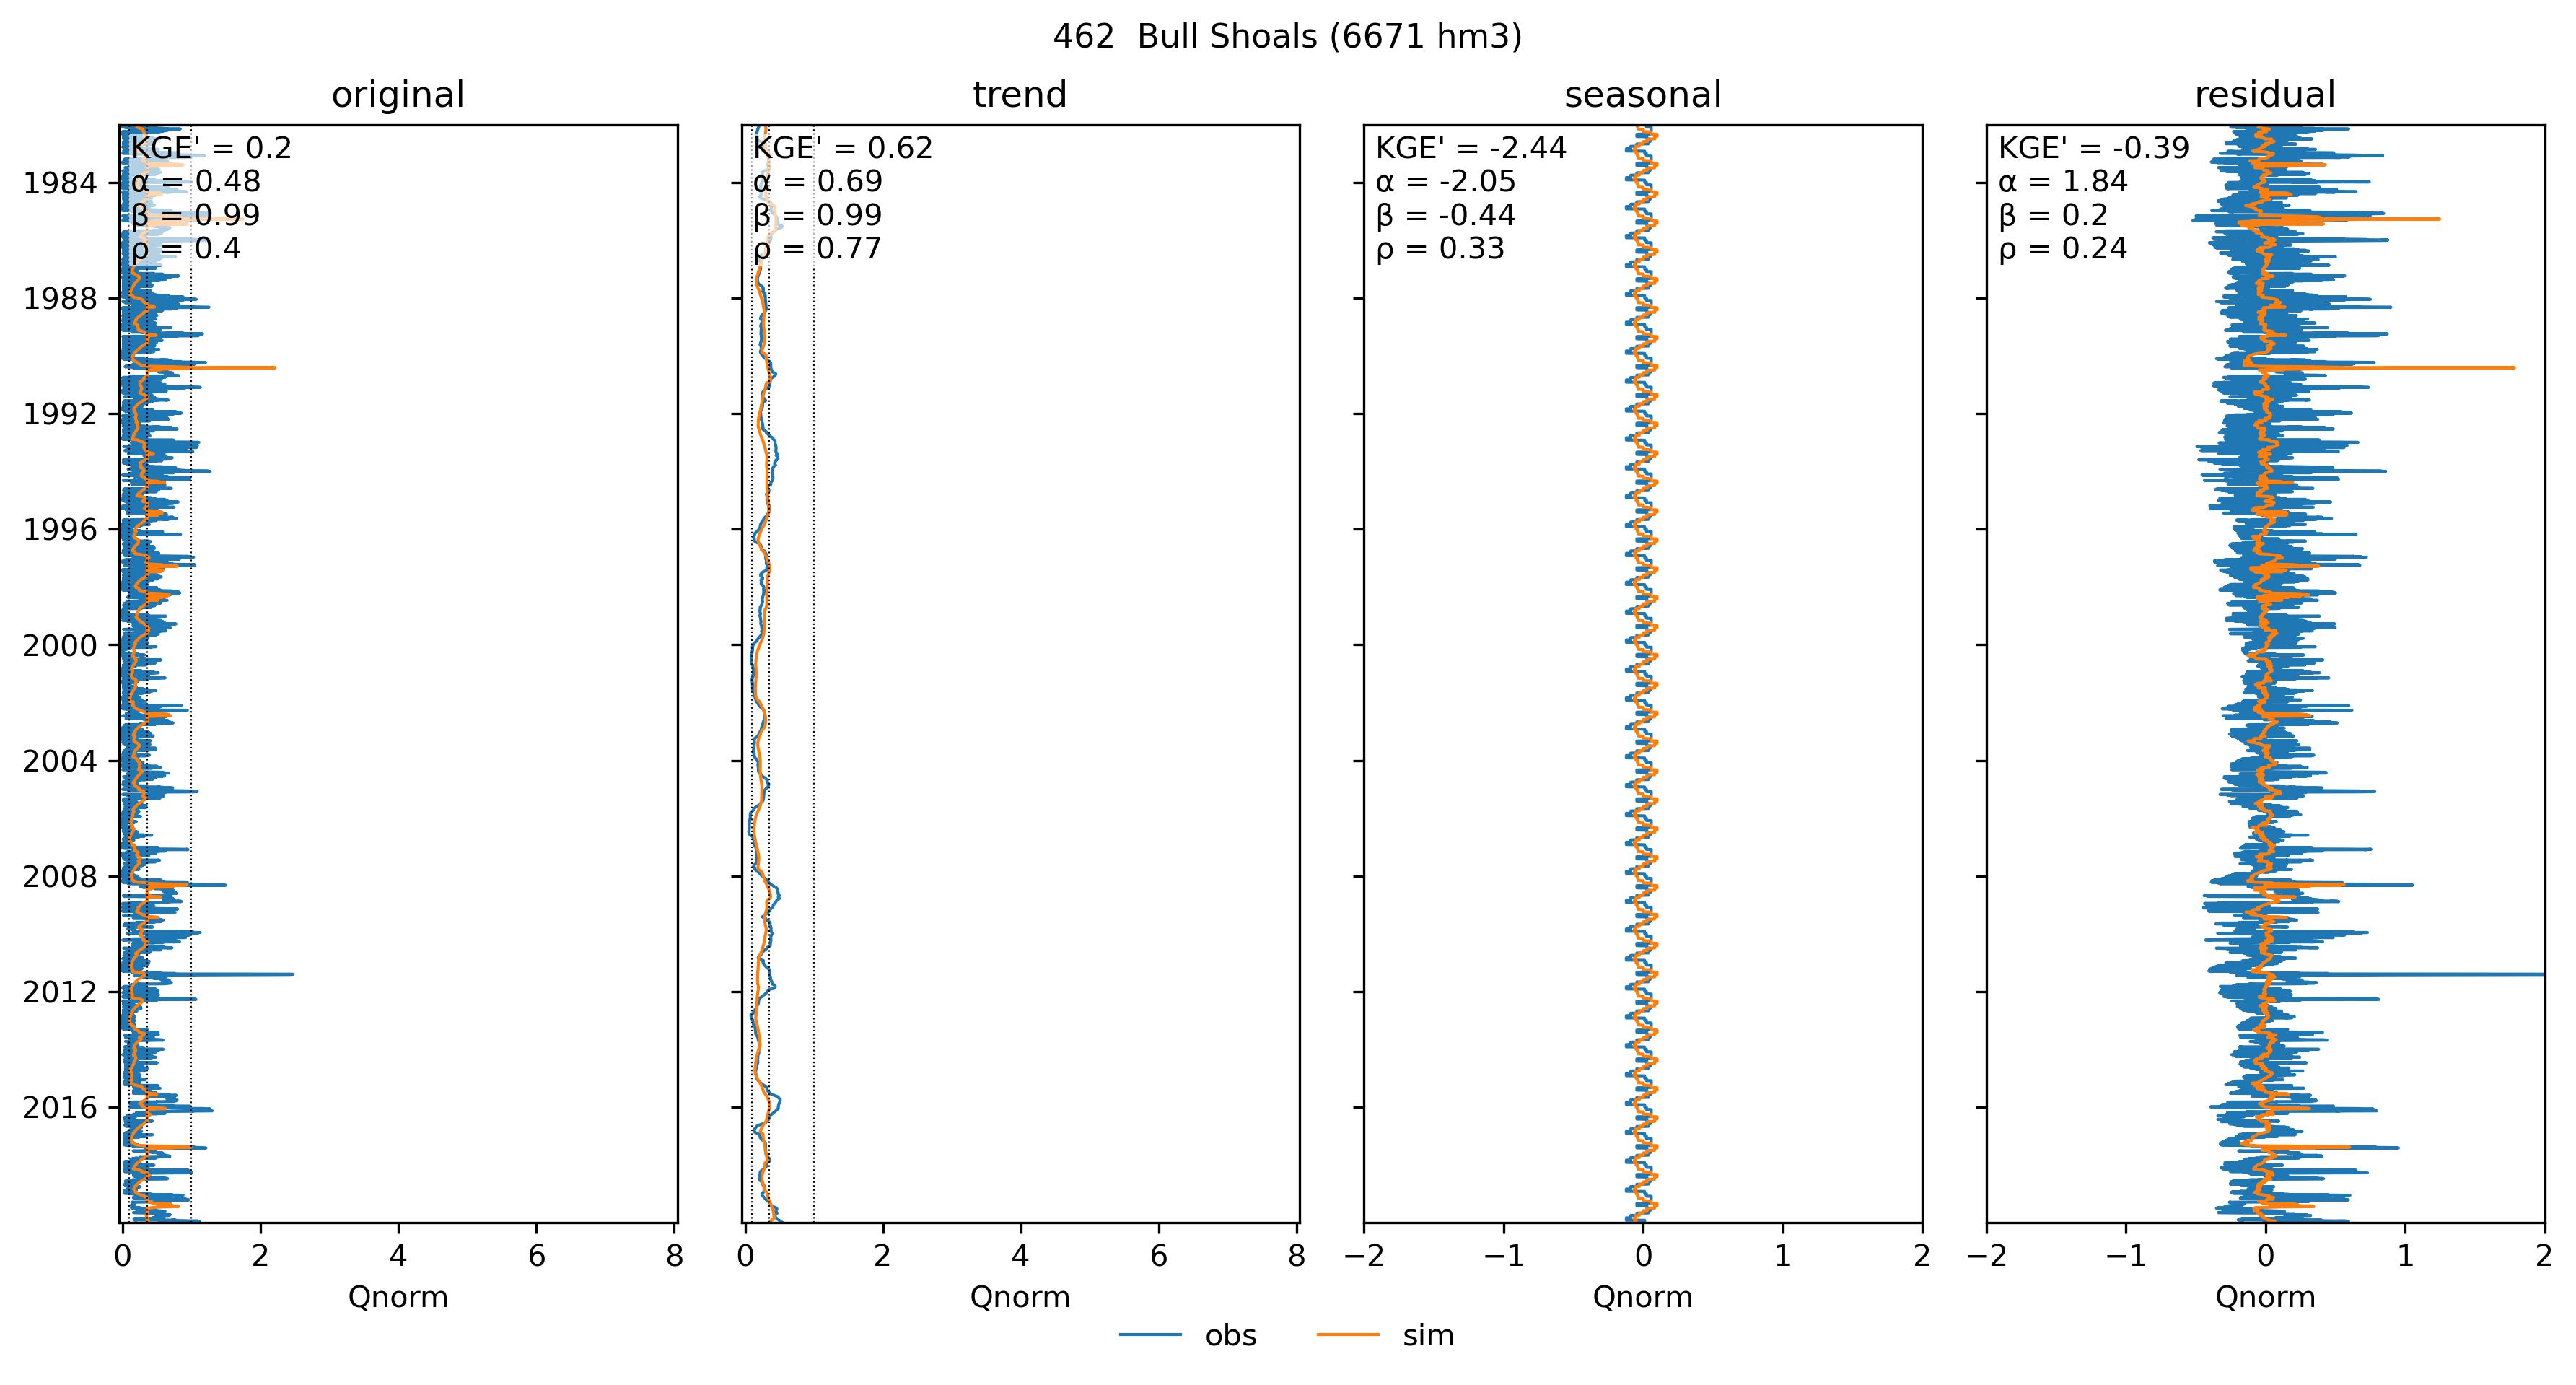 462  Bull Shoals (6671 hm3)
original
trend
seasonal
residual
KGE' = 0.2
α = 0.48
β = 0.99
ρ = 0.4
KGE' = 0.62
α = 0.69
β = 0.99
ρ = 0.77
KGE' = -2.44
α = -2.05
β = -0.44
ρ = 0.33
KGE' = -0.39
α = 1.84
β = 0.2
ρ = 0.24
1984
1988
1992
1996
2000
2004
2008
2012
2016
0 2 4 6 8
0 2 4 6 8
−2 −1 0 1 2
−2 −1 0 1 2
Qnorm
Qnorm
Qnorm
Qnorm
obs
sim